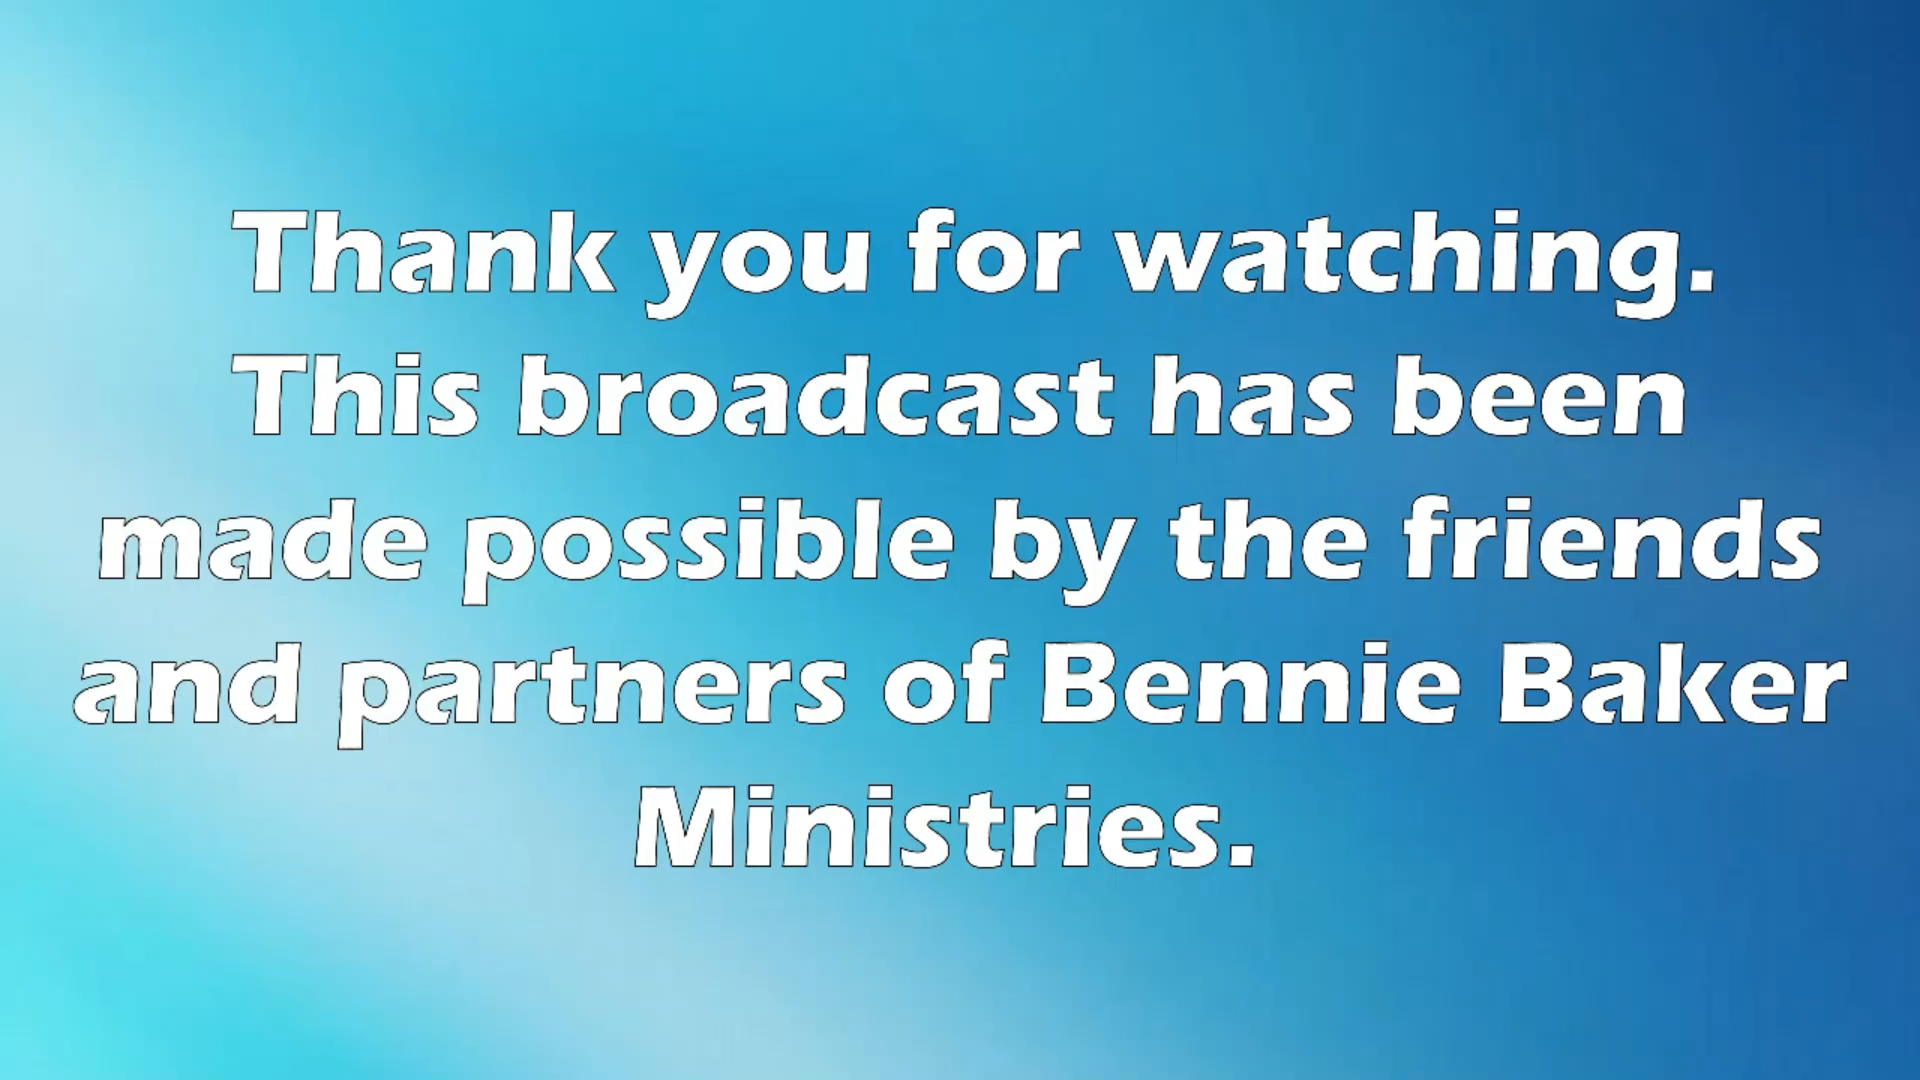 Thank you for watching.
This broadcast has been
made possible by the friends
and partners of Bennie Baker
Ministries.